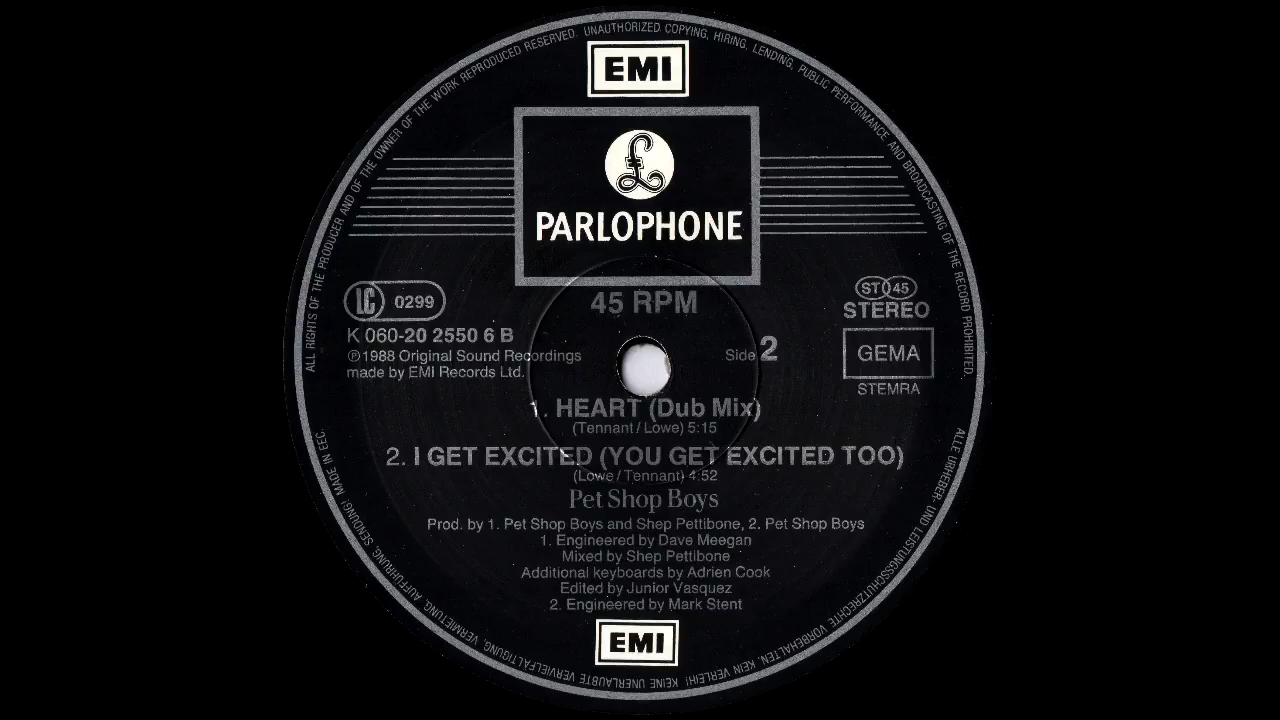 ALL RIGHTS OF THE PRODUCER AND OF THE OWNER OF THE WORK REPRODUCED RESERVED. UNAUTHORIZED COPYING, HIRING, LENDING, PUBLIC PERFORMANCE AND BROADCASTING OF THE RECORD PROHIBITED.
EMI
£
PARLOPHONE
LC 0299
45 RPM
ST 45
STEREO
K 060-20 2550 6 B
℗ 1988 Original Sound Recordings
made by EMI Records Ltd.
Side 2
GEMA
STEMRA
1. HEART (Dub Mix)
(Tennant / Lowe) 5:15
2. I GET EXCITED (YOU GET EXCITED TOO)
(Lowe / Tennant) 4:52
Pet Shop Boys
Prod. by 1. Pet Shop Boys and Shep Pettibone, 2. Pet Shop Boys
1. Engineered by Dave Meegan
Mixed by Shep Pettibone
Additional keyboards by Adrien Cook
Edited by Junior Vasquez
2. Engineered by Mark Stent
EMI
ALLE URHEBER- UND LEISTUNGSSCHUTZRECHTE VORBEHALTEN. KEIN VERLEIH! KEINE UNERLAUBTE VERVIELFÄLTIGUNG, VERMIETUNG, AUFFÜHRUNG, SENDUNG! MADE IN EEC.